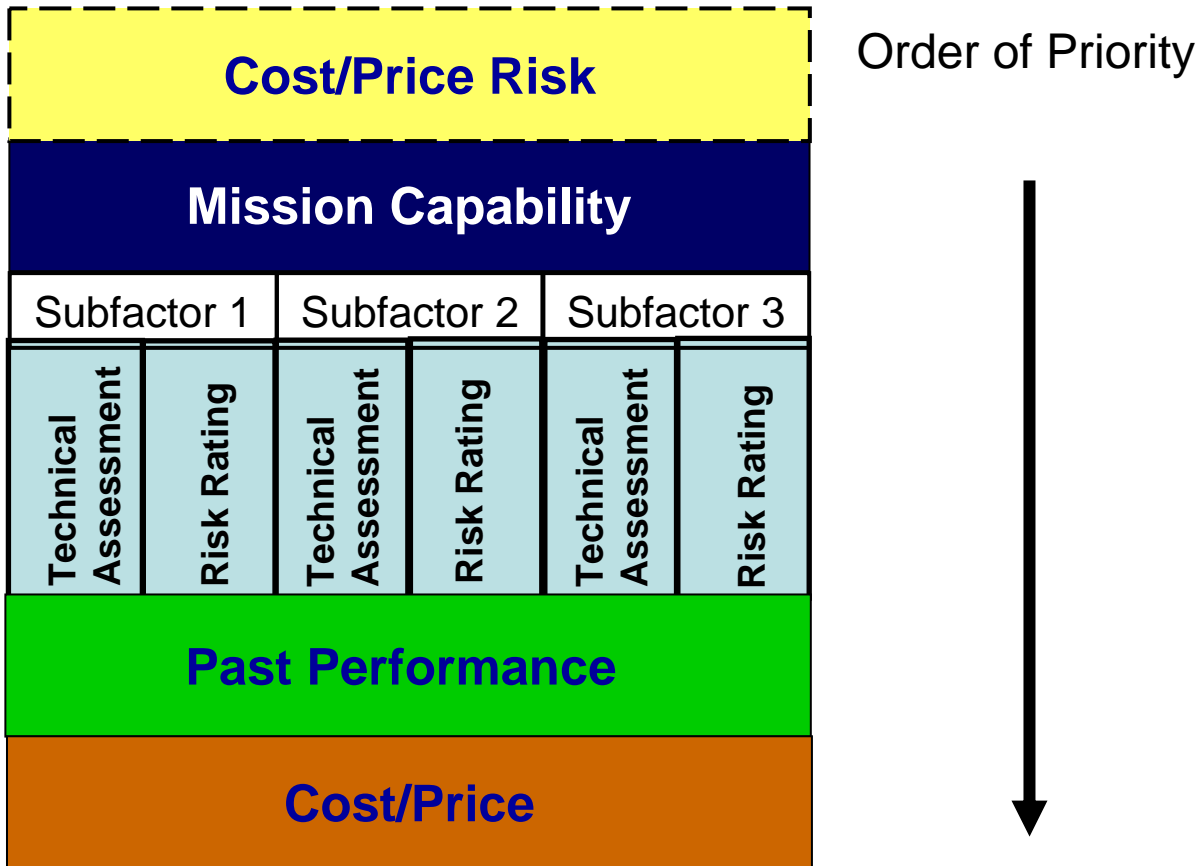 Cost/Price Risk
Order of Priority
Mission Capability
Subfactor 1
Subfactor 2
Subfactor 3
Technical
Assessment
Risk Rating
Technical
Assessment
Risk Rating
Technical
Assessment
Risk Rating
Past Performance
Cost/Price